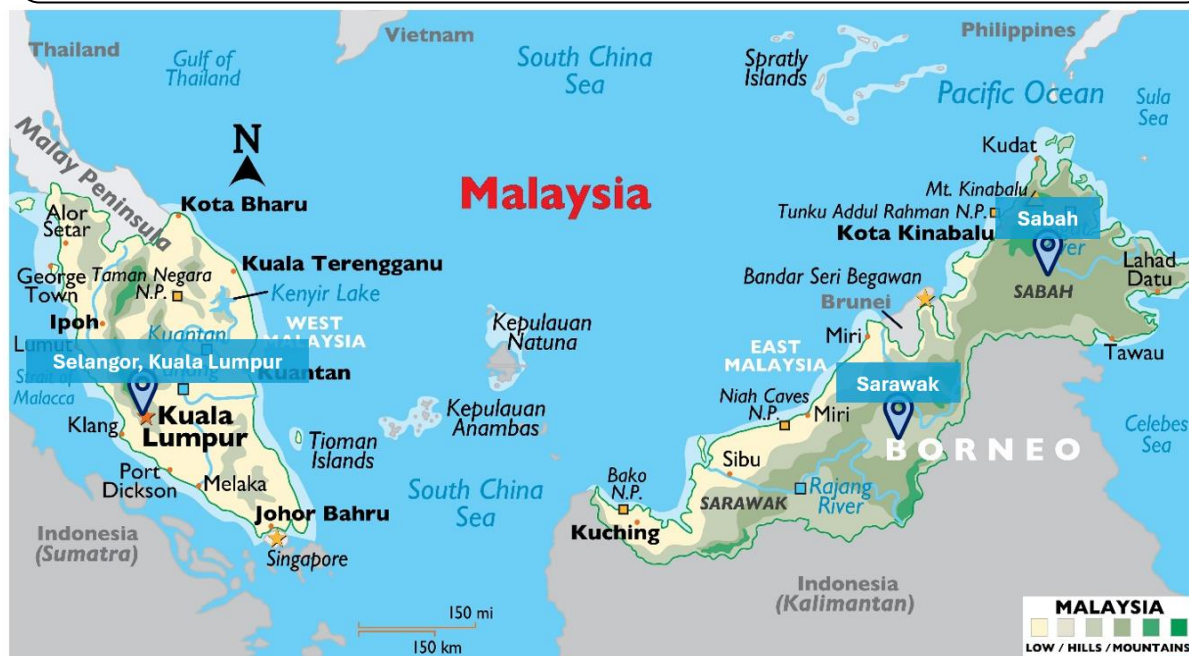 Thailand
Gulf of
Thailand
Vietnam
South China
Sea
Spratly
Islands
Philippines
Pacific Ocean
Sula
Sea
Malay Peninsula
N
Malaysia
Kudat
Mt. Kinabalu
Tunku Addul Rahman N.P.
Kota Kinabalu
Sabah
Kota Bharu
Alor
Setar
George
Town
Taman Negara
N.P.
Kuala Terengganu
Kenyir Lake
Bandar Seri Begawan
Brunei
SABAH
Lahad
Datu
Ipoh
Kuantan
WEST
MALAYSIA
Lumut
Selangor, Kuala Lumpur
Kuantan
Strait of
Malacca
Kepulauan
Natuna
Miri
EAST
MALAYSIA
Sarawak
Tawau
Kuala
Lumpur
Klang
Kepulauan
Anambas
Niah Caves
N.P.
Miri
BORNEO
Celebes
Sea
Tioman
Islands
Port
Dickson
Melaka
South China
Sea
Sibu
Bako
N.P.
SARAWAK
Rajang
River
Johor Bahru
Kuching
Indonesia
(Sumatra)
Singapore
Indonesia
(Kalimantan)
150 mi
150 km
MALAYSIA
LOW / HILLS / MOUNTAINS